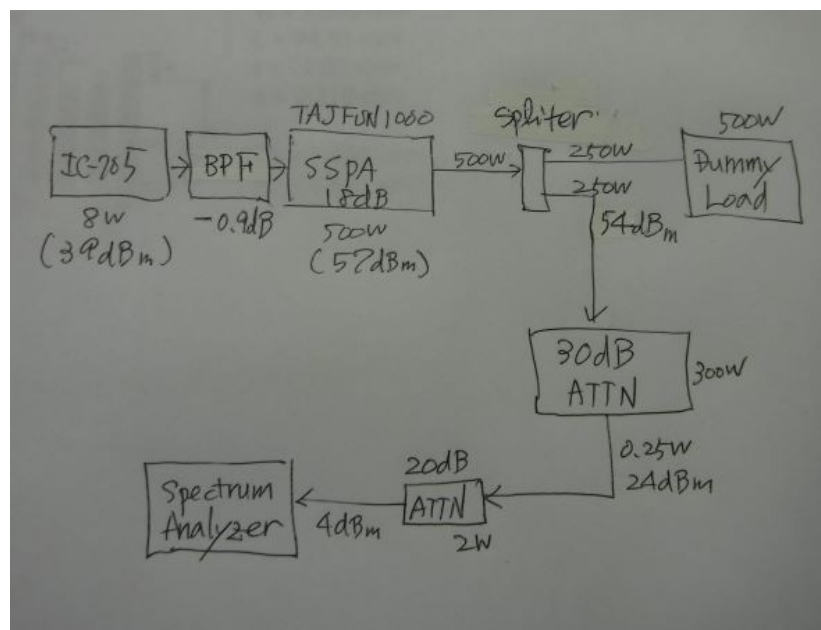 IC-705
8W
(39dBm)
BPF
-0.9dB
TAJFUN1000
SSPA
18dB
500W
(57dBm)
500W
Spliter
250W
250W
54dBm
500W
Dummy
Load
30dB
ATTN
300W
0.25W
24dBm
20dB
ATTN
2W
4dBm
Spectrum
Analyzer